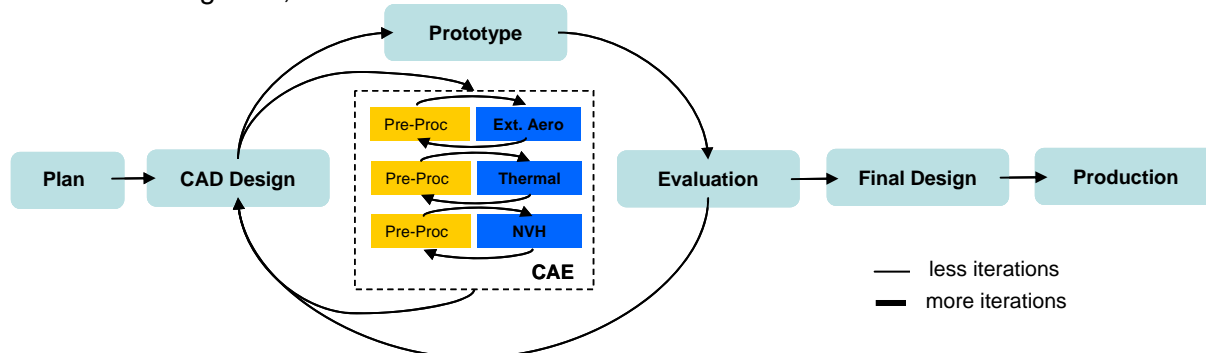 Prototype
Pre-Proc
Ext. Aero
Plan
CAD Design
Pre-Proc
Thermal
Evaluation
Final Design
Production
Pre-Proc
NVH
CAE
less iterations
more iterations